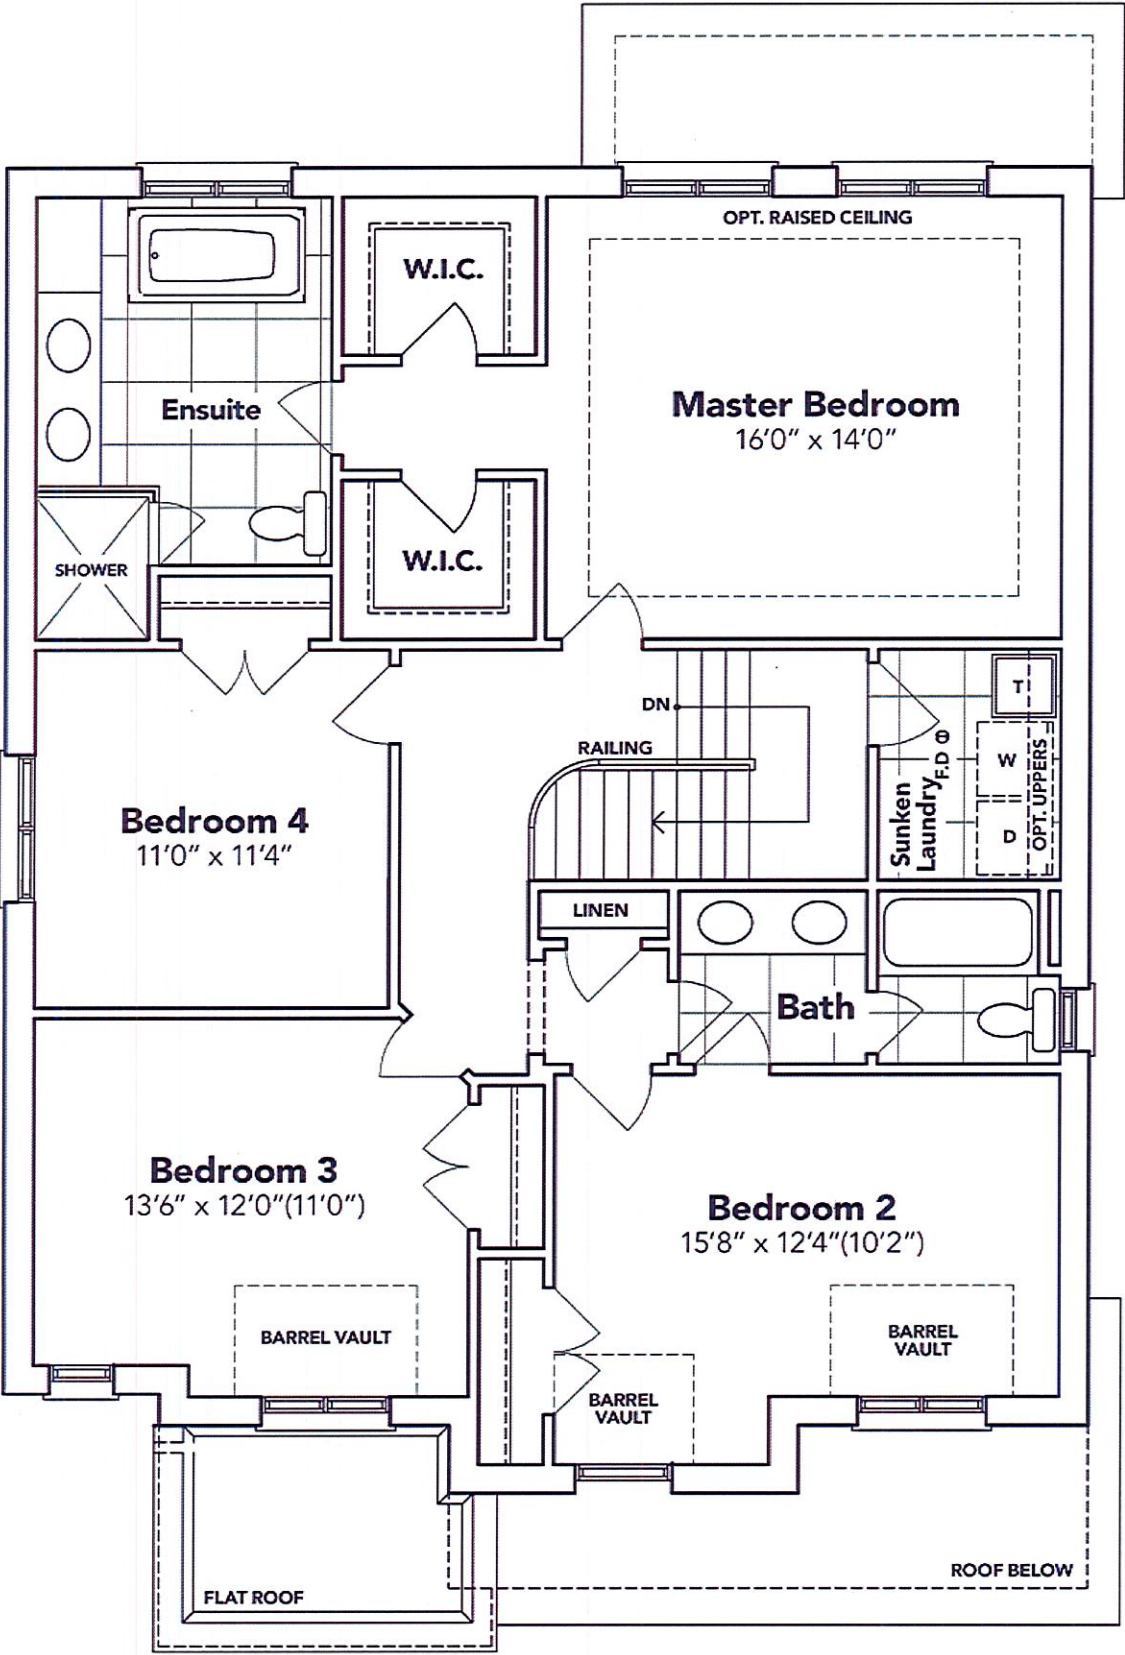 OPT. RAISED CEILING
W.I.C.
Master Bedroom
16'0" x 14'0"
Ensuite
W.I.C.
SHOWER
DN
RAILING
T
W
D
OPT. UPPERS
F.D
Sunken
Laundry
Bedroom 4
11'0" x 11'4"
LINEN
Bath
Bedroom 3
13'6" x 12'0"(11'0")
BARREL VAULT
Bedroom 2
15'8" x 12'4"(10'2")
BARREL
VAULT
BARREL
VAULT
ROOF BELOW
FLAT ROOF